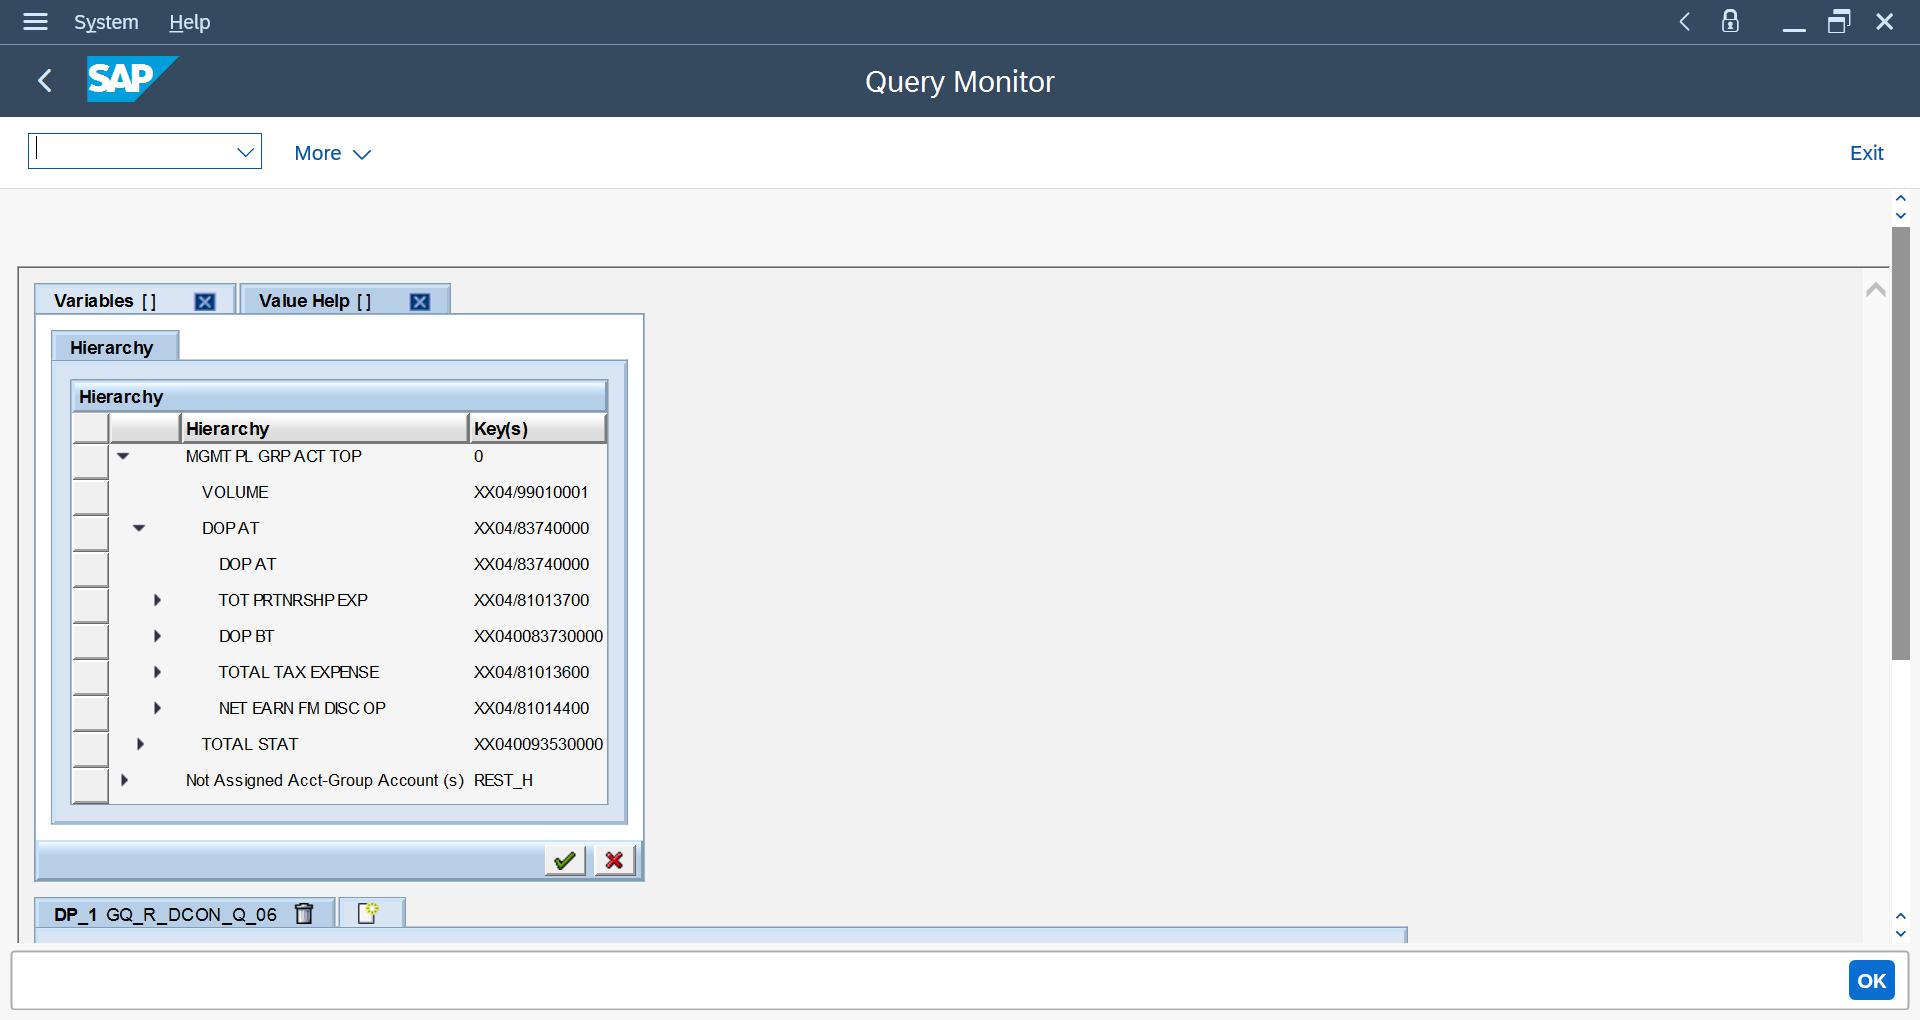 System Help
SAP
Query Monitor
More
Exit
Variables [ ]
Value Help [ ]
Hierarchy
Hierarchy
Hierarchy Key(s)
MGMT PL GRP ACT TOP 0
VOLUME XX04/99010001
DOP AT XX04/83740000
DOP AT XX04/83740000
TOT PRTNRSHP EXP XX04/81013700
DOP BT XX040083730000
TOTAL TAX EXPENSE XX04/81013600
NET EARN FM DISC OP XX04/81014400
TOTAL STAT XX040093530000
Not Assigned Acct-Group Account (s) REST_H
DP_1 GQ_R_DCON_Q_06
OK